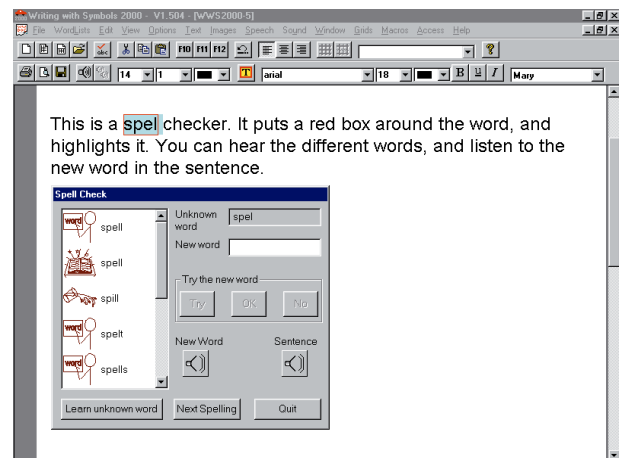 Writing with Symbols 2000 - V1.504 - [WWS2000-5]
File WordLists Edit View Options Text Images Speech Sound Window Grids Macros Access Help
abc F10 F11 F12 ?
14 1 T arial 18 B U I Mary
This is a spel checker. It puts a red box around the word, and
highlights it. You can hear the different words, and listen to the
new word in the sentence.
Spell Check
word spell
spell
spill
word spelt
word spells
Unknown word spel
New word
Try the new word
Try OK No
New Word Sentence
Learn unknown word Next Spelling Quit